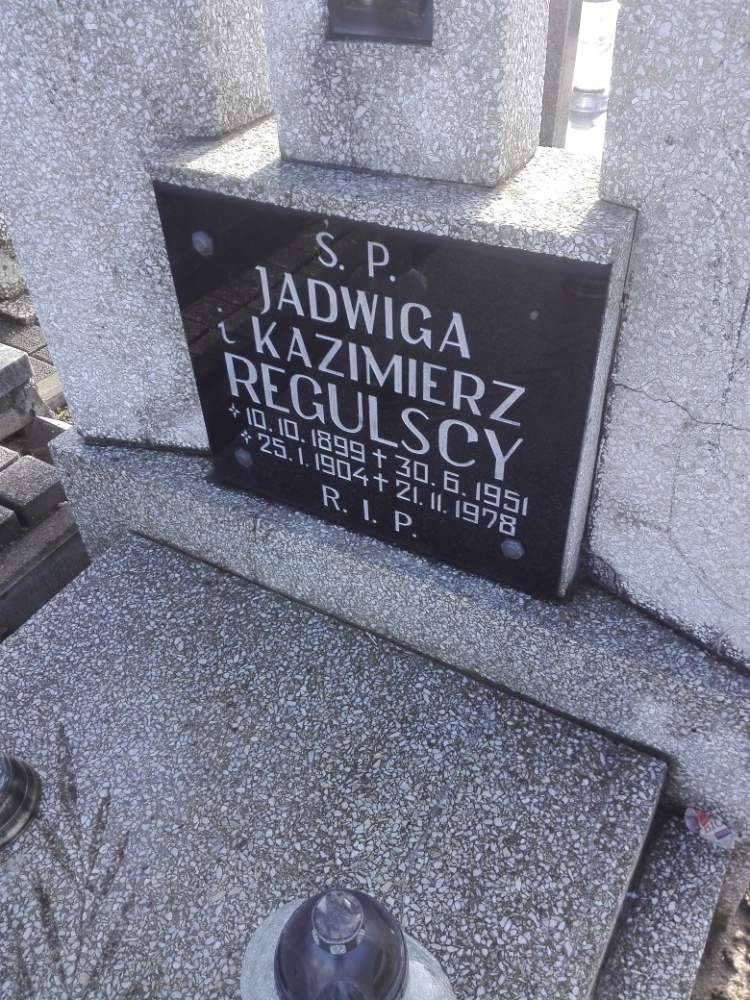 Ś. P.
JADWIGA
i KAZIMIERZ
REGULSCY
* 10.10.1899 + 30.6.1951
* 25.1.1904 + 21.11.1978
R. I. P.